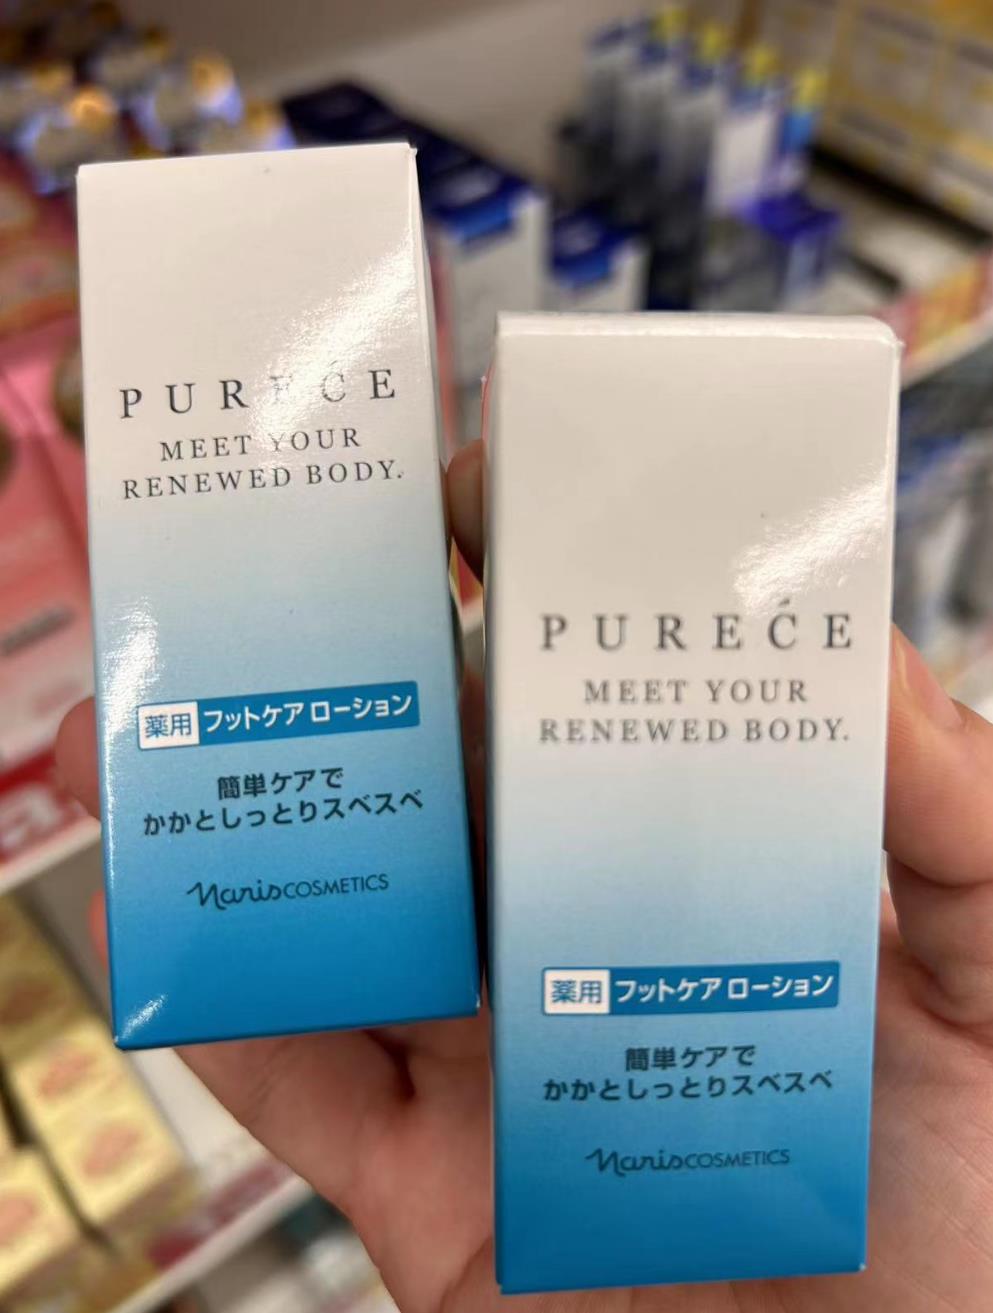 PUREĆE
MEET YOUR
RENEWED BODY.
薬用 フットケア ローション
簡単ケアで
かかとしっとりスベスベ
Naris COSMETICS
PUREĆE
MEET YOUR
RENEWED BODY.
薬用 フットケア ローション
簡単ケアで
かかとしっとりスベスベ
Naris COSMETICS